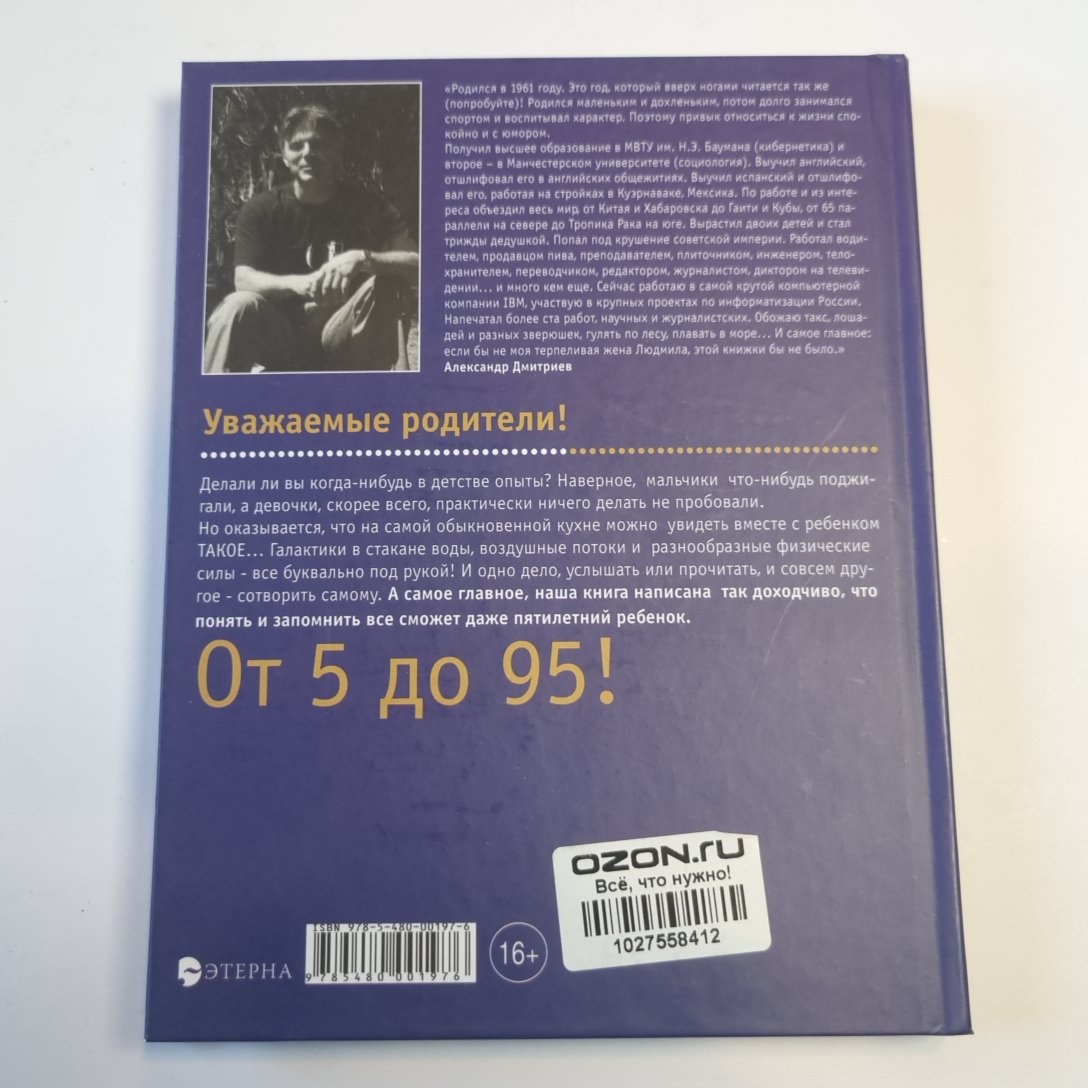 «Родился в 1961 году. Это год, который вверх ногами читается так же
(попробуйте)! Родился маленьким и дохленьким, потом долго занимался
спортом и воспитывал характер. Поэтому привык относиться к жизни спо-
койно и с юмором.
Получил высшее образование в МВТУ им. Н.Э. Баумана (кибернетика) и
второе – в Манчестерском университете (социология). Выучил английский,
отшлифовал его в английских общежитиях. Выучил испанский и отшлифо-
вал его, работая на стройках в Куэрнаваке, Мексика. По работе и из инте-
реса объездил весь мир, от Китая и Хабаровска до Гаити и Кубы, от 65 па-
раллели на севере до Тропика Рака на юге. Вырастил двоих детей и стал
трижды дедушкой. Попал под крушение советской империи. Работал води-
телем, продавцом пива, преподавателем, плиточником, инженером, тело-
хранителем, переводчиком, редактором, журналистом, диктором на телеви-
дении... и много кем еще. Сейчас работаю в самой крутой компьютерной
компании IBM, участвую в крупных проектах по информатизации России.
Напечатал более ста работ, научных и журналистских. Обожаю такс, лоша-
дей и разных зверюшек, гулять по лесу, плавать в море... И самое главное:
если бы не моя терпеливая жена Людмила, этой книжки бы не было.»
Александр Дмитриев
Уважаемые родители!
Делали ли вы когда-нибудь в детстве опыты? Наверное, мальчики что-нибудь поджи-
гали, а девочки, скорее всего, практически ничего делать не пробовали.
Но оказывается, что на самой обыкновенной кухне можно увидеть вместе с ребенком
ТАКОЕ... Галактики в стакане воды, воздушные потоки и разнообразные физические
силы - все буквально под рукой! И одно дело, услышать или прочитать, и совсем дру-
гое - сотворить самому. А самое главное, наша книга написана так доходчиво, что
понять и запомнить все сможет даже пятилетний ребенок.
От 5 до 95!
OZON.ru
Всё, что нужно!
1027558412
ISBN 978-5-480-00197-6
9 785480 001976
16+
ЭТЕРНА